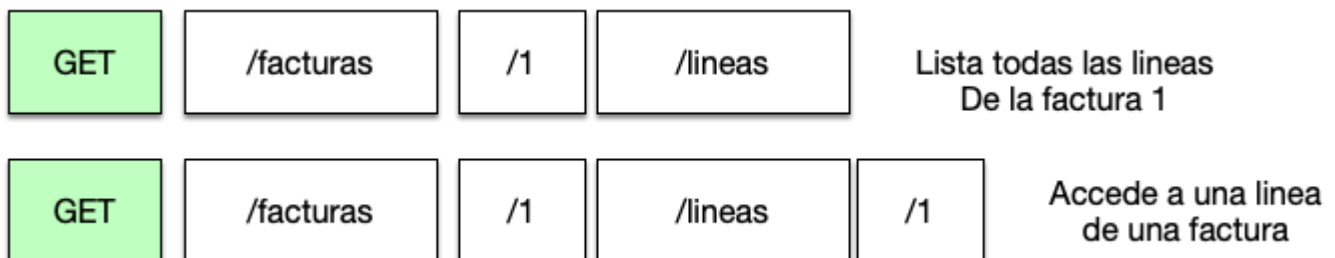 GET /facturas /1 /lineas Lista todas las lineas
De la factura 1
GET /facturas /1 /lineas /1 Accede a una linea
de una factura